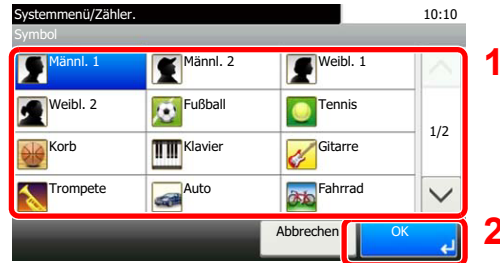 Systemmenü/Zähler. 10:10
Symbol
Männl. 1 Männl. 2 Weibl. 1 1
Weibl. 2 Fußball Tennis
1/2
Korb Klavier Gitarre
Trompete Auto Fahrrad
Abbrechen OK 2